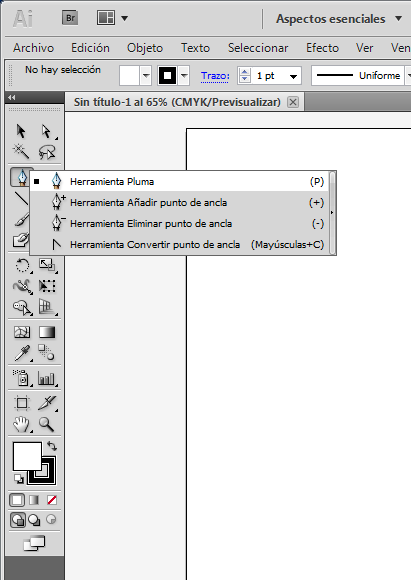 Ai Br Aspectos esenciales
Archivo Edición Objeto Texto Seleccionar Efecto Ver Ven
No hay selección Trazo: 1 pt Uniforme
Sin título-1 al 65% (CMYK/Previsualizar)
Herramienta Pluma (P)
Herramienta Añadir punto de ancla (+)
Herramienta Eliminar punto de ancla (-)
Herramienta Convertir punto de ancla (Mayúsculas+C)